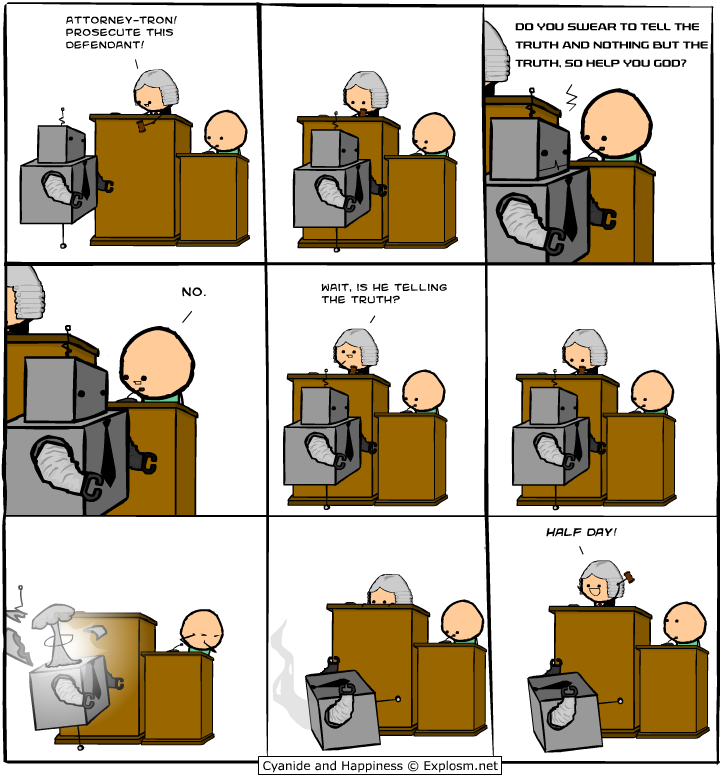 ATTORNEY-TRON!
PROSECUTE THIS
DEFENDANT!
DO YOU SWEAR TO TELL THE
TRUTH AND NOTHING BUT THE
TRUTH, SO HELP YOU GOD?
NO.
WAIT, IS HE TELLING
THE TRUTH?
HALF DAY!
Cyanide and Happiness © Explosm.net